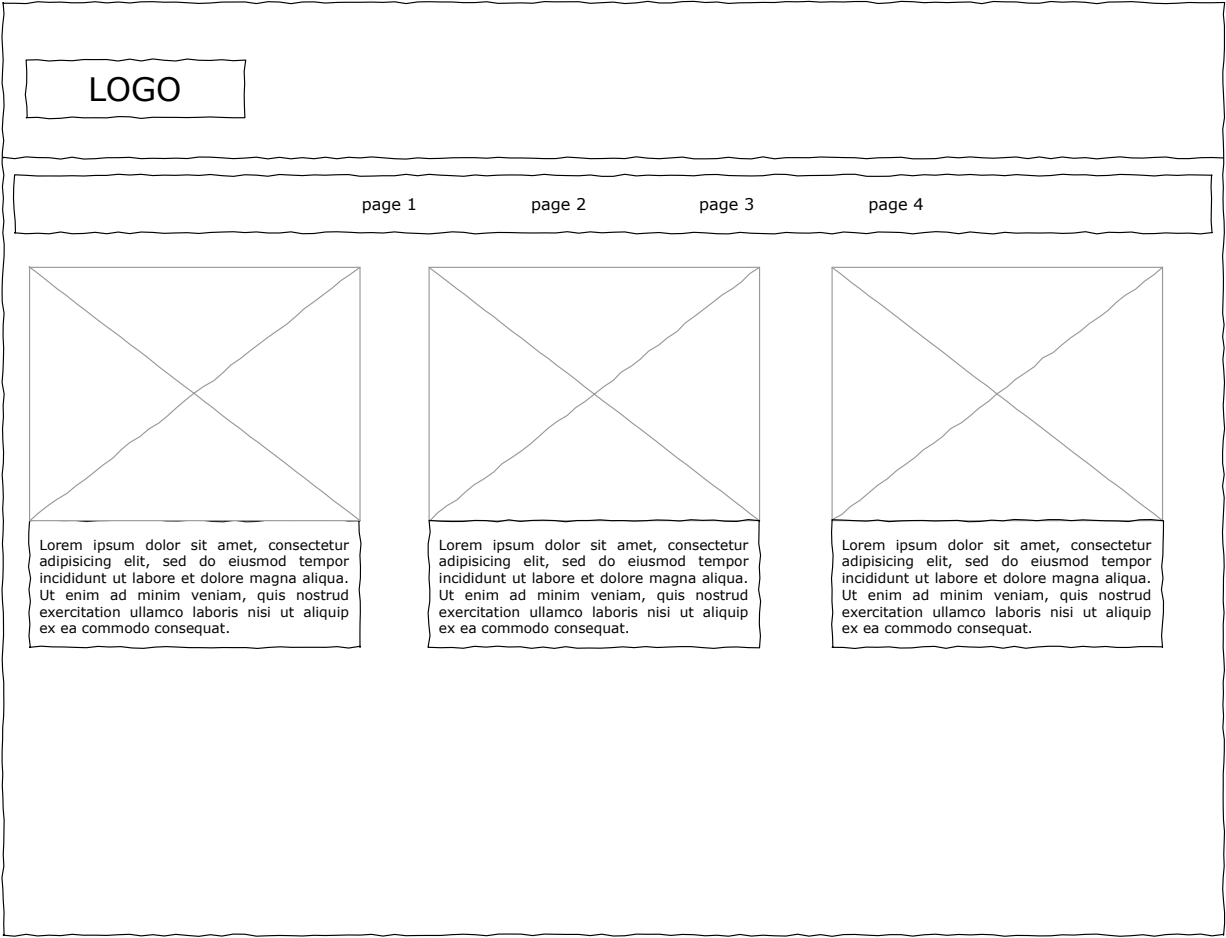 LOGO
page 1 page 2 page 3 page 4
Lorem ipsum dolor sit amet, consectetur
adipisicing elit, sed do eiusmod tempor
incididunt ut labore et dolore magna aliqua.
Ut enim ad minim veniam, quis nostrud
exercitation ullamco laboris nisi ut aliquip
ex ea commodo consequat.
Lorem ipsum dolor sit amet, consectetur
adipisicing elit, sed do eiusmod tempor
incididunt ut labore et dolore magna aliqua.
Ut enim ad minim veniam, quis nostrud
exercitation ullamco laboris nisi ut aliquip
ex ea commodo consequat.
Lorem ipsum dolor sit amet, consectetur
adipisicing elit, sed do eiusmod tempor
incididunt ut labore et dolore magna aliqua.
Ut enim ad minim veniam, quis nostrud
exercitation ullamco laboris nisi ut aliquip
ex ea commodo consequat.